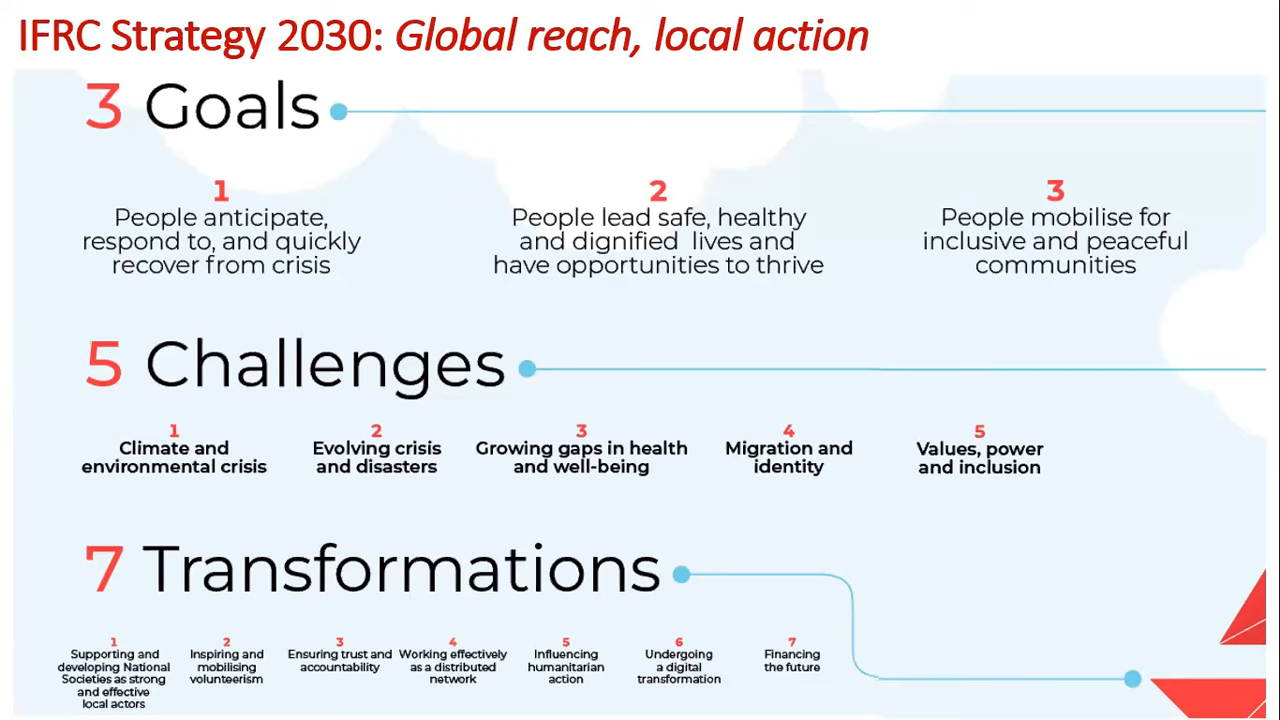 IFRC Strategy 2030: Global reach, local action
3 Goals
1
People anticipate,
respond to, and quickly
recover from crisis
2
People lead safe, healthy
and dignified lives and
have opportunities to thrive
3
People mobilise for
inclusive and peaceful
communities
5 Challenges
1
Climate and
environmental crisis
2
Evolving crisis
and disasters
3
Growing gaps in health
and well-being
4
Migration and
identity
5
Values, power
and inclusion
7 Transformations
1
Supporting and
developing National
Societies as strong
and effective
local actors
2
Inspiring and
mobilising
volunteerism
3
Ensuring trust and
accountability
4
Working effectively
as a distributed
network
5
Influencing
humanitarian
action
6
Undergoing
a digital
transformation
7
Financing
the future